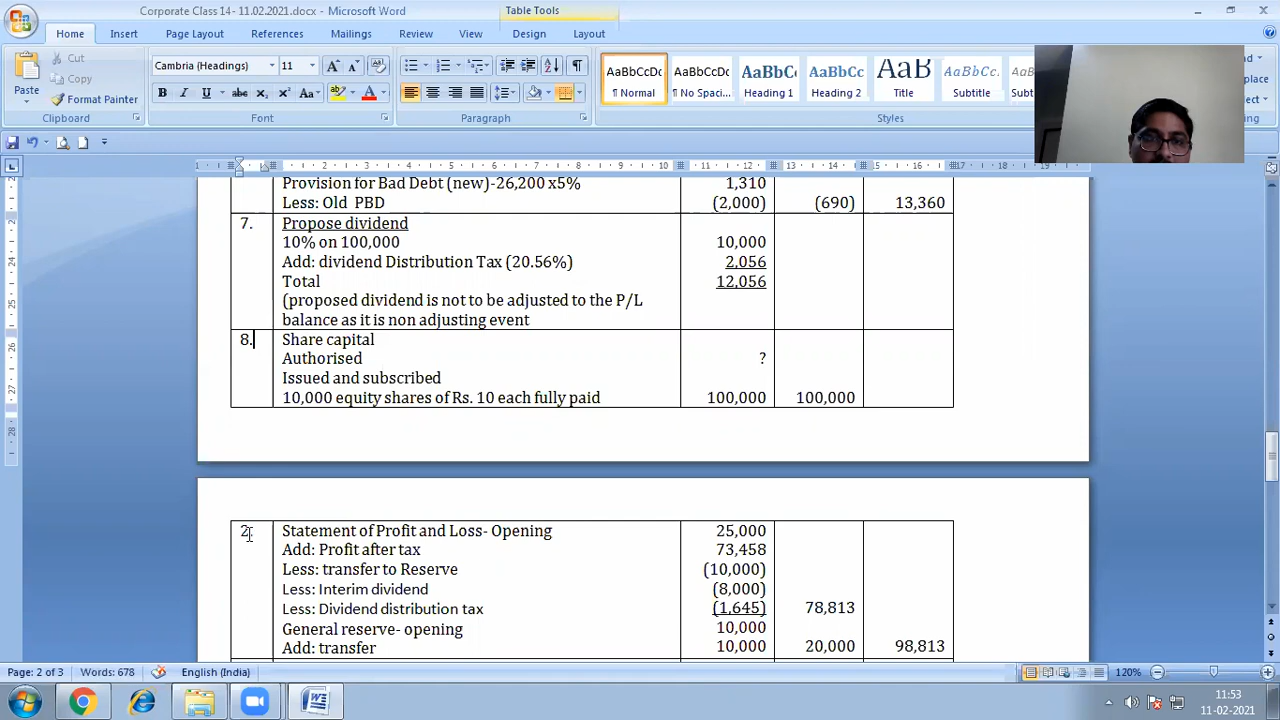 Corporate Class 14- 11.02.2021.docx - Microsoft Word
Table Tools
Home Insert Page Layout References Mailings Review View Design Layout
Cut
Copy
Format Painter
Paste
Clipboard
Cambria (Headings) 11
Font
Paragraph
AaBbCcDc AaBbCcDc AaBbCc AaBbCc AaB AaBbCcI
¶ Normal ¶ No Spaci... Heading 1 Heading 2 Title Subtitle
Styles
Provision for Bad Debt (new)-26,200 x5% 1,310
Less: Old PBD (2,000) (690) 13,360
7. Propose dividend
10% on 100,000 10,000
Add: dividend Distribution Tax (20.56%) 2,056
Total 12,056
(proposed dividend is not to be adjusted to the P/L
balance as it is non adjusting event
8. Share capital
Authorised ?
Issued and subscribed
10,000 equity shares of Rs. 10 each fully paid 100,000 100,000
2 Statement of Profit and Loss- Opening 25,000
Add: Profit after tax 73,458
Less: transfer to Reserve (10,000)
Less: Interim dividend (8,000)
Less: Dividend distribution tax (1,645) 78,813
General reserve- opening 10,000
Add: transfer 10,000 20,000 98,813
Page: 2 of 3 Words: 678 English (India) 120%
11:53
11-02-2021